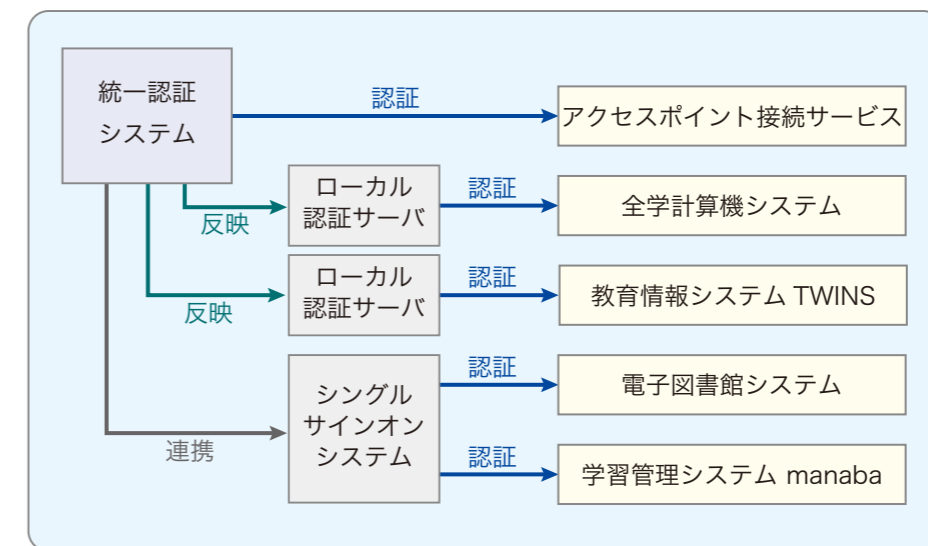 統一認証
システム
認証
アクセスポイント接続サービス
反映
ローカル
認証サーバ
認証
全学計算機システム
反映
ローカル
認証サーバ
認証
教育情報システム TWINS
連携
シングル
サインオン
システム
認証
電子図書館システム
認証
学習管理システム manaba